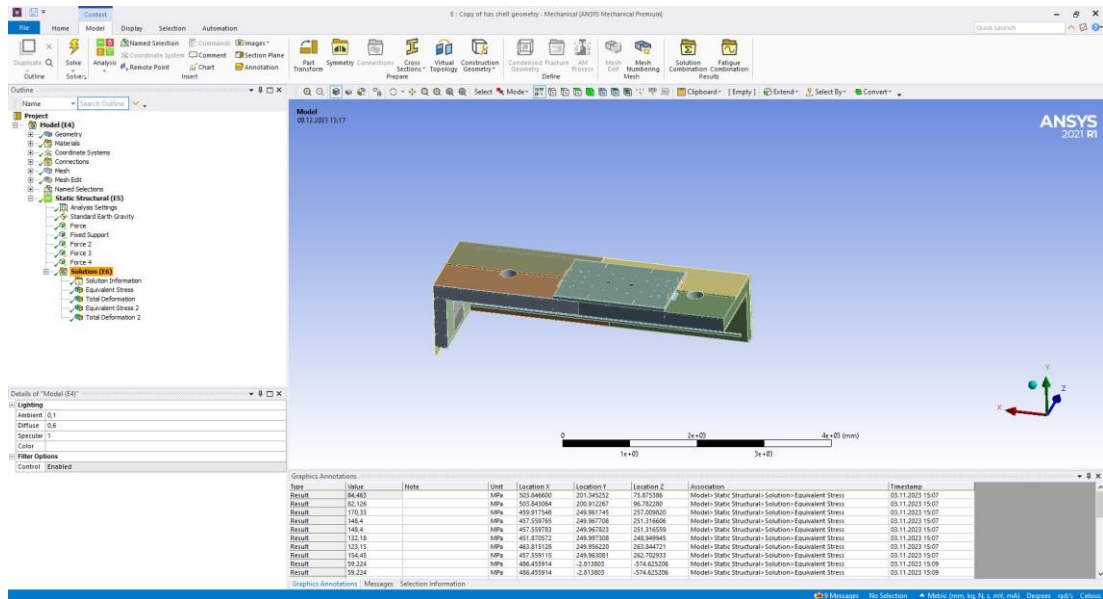 Context
E : Copy of has shell geometry - Mechanical [ANSYS Mechanical Premium]
File Home Model Display Selection Automation
Quick Launch
Duplicate Q
Outline
Solve
Solver
Analysis
Named Selection
Coordinate System
Remote Point
Commands
Comment
Chart
Images
Section Plane
Annotation
Insert
Part Transform
Symmetry
Connections
Cross Sections
Virtual Topology
Construction Geometry
Prepare
Condensed Geometry
Fracture
AM Process
Define
Mesh Edit
Mesh Numbering
Mesh
Solution Combination
Fatigue Combination
Results
Outline
Name Search Outline
Select Mode Clipboard [Empty] Extend Select By Convert
Project
Model (E4)
Geometry
Materials
Coordinate Systems
Connections
Mesh
Mesh Edit
Named Selections
Static Structural (E5)
Analysis Settings
Standard Earth Gravity
Force
Fixed Support
Force 2
Force 3
Force 4
Solution (E6)
Solution Information
Equivalent Stress
Total Deformation
Equivalent Stress 2
Total Deformation 2
Model
09.12.2023 13:17
ANSYS
2021 R1
Y
Z
X
0 2e+03 4e+03 (mm)
1e+03 3e+03
Details of "Model (E4)"
Lighting
Ambient 0,1
Diffuse 0,6
Specular 1
Color
Filter Options
Control Enabled
Graphics Annotations
Type Value Note Unit Location X Location Y Location Z Association Timestamp
Result 84,463 MPa 503.846600 201.345252 75.875386 Model>Static Structural>Solution>Equivalent Stress 03.11.2023 15:07
Result 82,126 MPa 503.843064 200.912267 96.782280 Model>Static Structural>Solution>Equivalent Stress 03.11.2023 15:07
Result 170,33 MPa 459.917548 249.961745 257.009820 Model>Static Structural>Solution>Equivalent Stress 03.11.2023 15:07
Result 148,4 MPa 457.559765 249.967708 251.316606 Model>Static Structural>Solution>Equivalent Stress 03.11.2023 15:07
Result 148,4 MPa 457.559783 249.967823 251.316559 Model>Static Structural>Solution>Equivalent Stress 03.11.2023 15:07
Result 132,18 MPa 451.870572 249.997308 248.949945 Model>Static Structural>Solution>Equivalent Stress 03.11.2023 15:07
Result 123,15 MPa 463.815128 249.956220 263.844721 Model>Static Structural>Solution>Equivalent Stress 03.11.2023 15:07
Result 154,45 MPa 457.559115 249.963081 262.702933 Model>Static Structural>Solution>Equivalent Stress 03.11.2023 15:07
Result 59,224 MPa 486.455914 -2.813803 -574.625206 Model>Static Structural>Solution>Equivalent Stress 03.11.2023 15:09
Result 59,224 MPa 486.455914 -2.813803 -574.625206 Model>Static Structural>Solution>Equivalent Stress 03.11.2023 15:09
Graphics Annotations Messages Selection Information
9 Messages No Selection Metric (mm, kg, N, s, mV, mA) Degrees rad/s Celsius